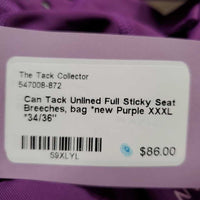 The Tack Collector
547008-872
Can Tack Unlined Full Sticky Seat
Breeches, bag *new Purple XXXL
*34/36"
59XLYL
$86.00